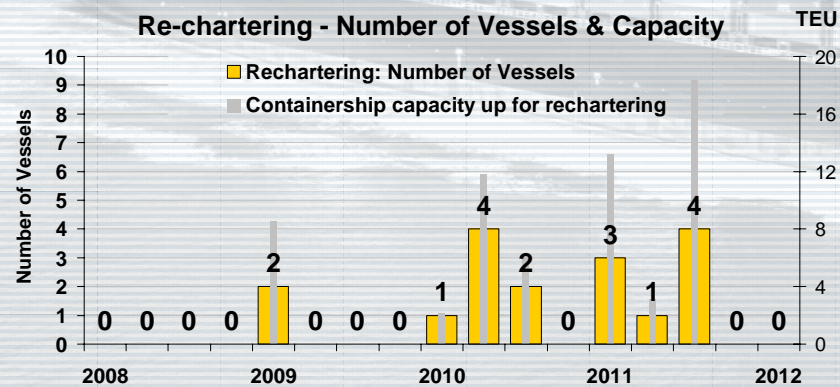 Re-chartering - Number of Vessels & Capacity
TEU
10 20
Rechartering: Number of Vessels
9
Containership capacity up for rechartering
8 16
7
6 12
5
4 4
4 8
3
3
2 2
2 4
1 1
1
0 0 0 0 0 0 0 0 0 0
0 0
2008 2009 2010 2011 2012
Number of Vessels